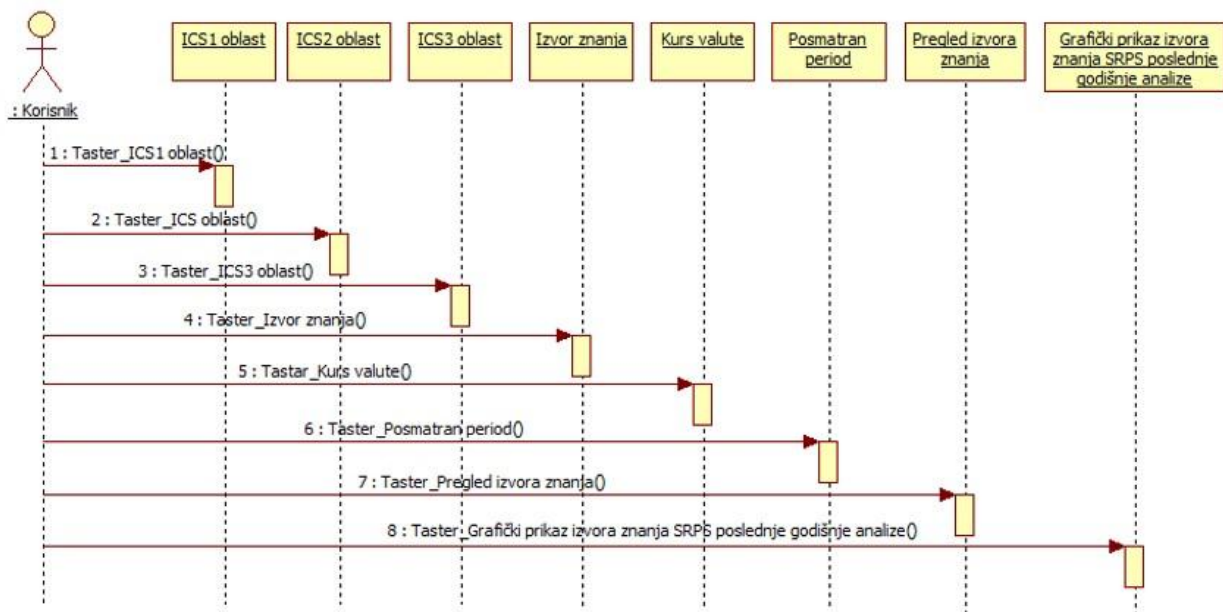 ICS1 oblast
ICS2 oblast
ICS3 oblast
Izvor znanja
Kurs valute
Posmatran
period
Pregled izvora
znanja
Grafički prikaz izvora
znanja SRPS poslednje
godišnje analize
: Korisnik
1 : Taster_ICS1 oblast()
2 : Taster_ICS oblast()
3 : Taster_ICS3 oblast()
4 : Taster_Izvor znanja()
5 : Tastar_Kurs valute()
6 : Taster_Posmatran period()
7 : Taster_Pregled izvora znanja()
8 : Taster_Grafički prikaz izvora znanja SRPS poslednje godišnje analize()